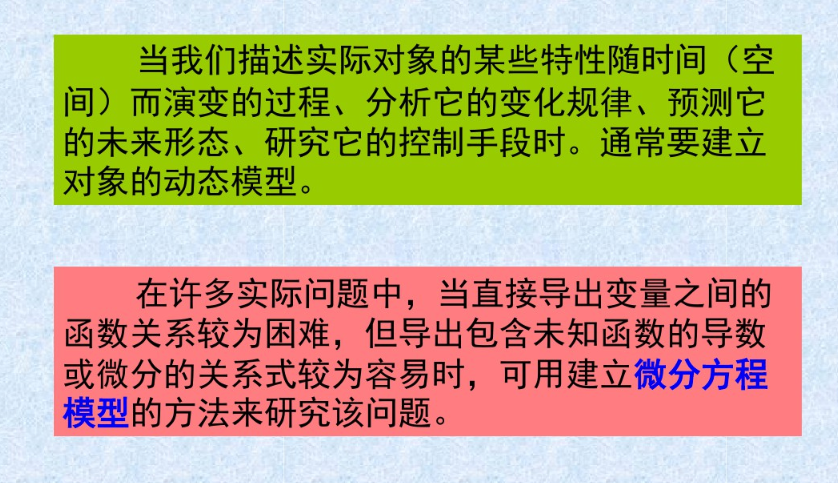 当我们描述实际对象的某些特性随时间（空
间）而演变的过程、分析它的变化规律、预测它
的未来形态、研究它的控制手段时。通常要建立
对象的动态模型。
在许多实际问题中，当直接导出变量之间的
函数关系较为困难，但导出包含未知函数的导数
或微分的关系式较为容易时，可用建立微分方程
模型的方法来研究该问题。